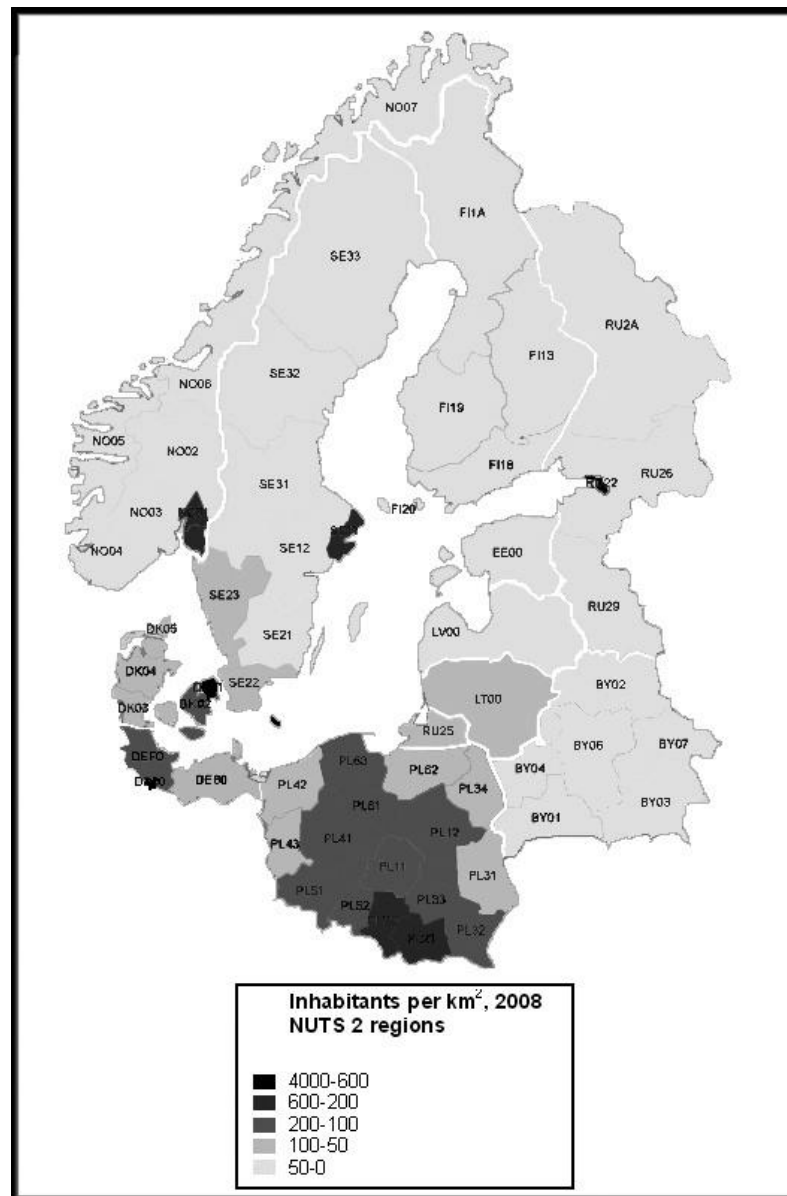 NO07
FI1A
SE33
RU2A
FI13
SE32
NO06
FI19
NO05
NO02
FI18
RU26
RU22
SE31
FI20
NO03
SE12
NO04
EE00
SE23
RU29
DK05
SE21
LV00
DK04
SE22
BY02
LT00
DK03
DK02
RU25
BY06
BY07
DEF0
PL63
DE80
PL42
PL62
BY04
PL34
PL61
BY01
BY03
PL43
PL41
PL12
PL11
PL31
PL51
PL52
PL33
PL32
Inhabitants per km², 2008
NUTS 2 regions
4000-600
600-200
200-100
100-50
50-0